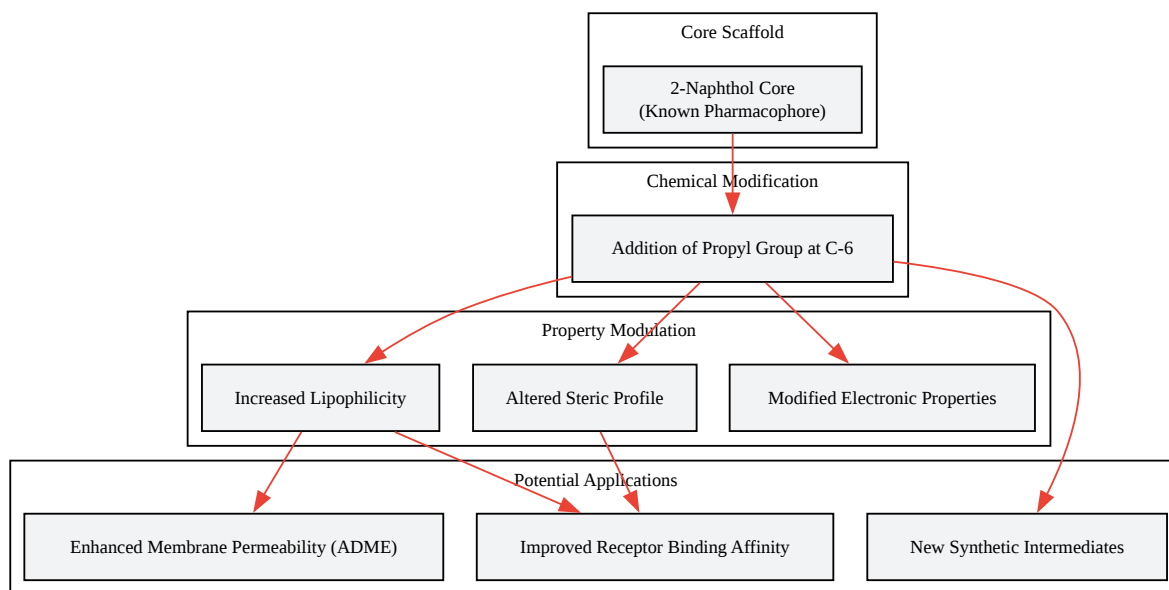 Core Scaffold
2-Naphthol Core
(Known Pharmacophore)
Chemical Modification
Addition of Propyl Group at C-6
Property Modulation
Increased Lipophilicity
Altered Steric Profile
Modified Electronic Properties
Potential Applications
Enhanced Membrane Permeability (ADME)
Improved Receptor Binding Affinity
New Synthetic Intermediates